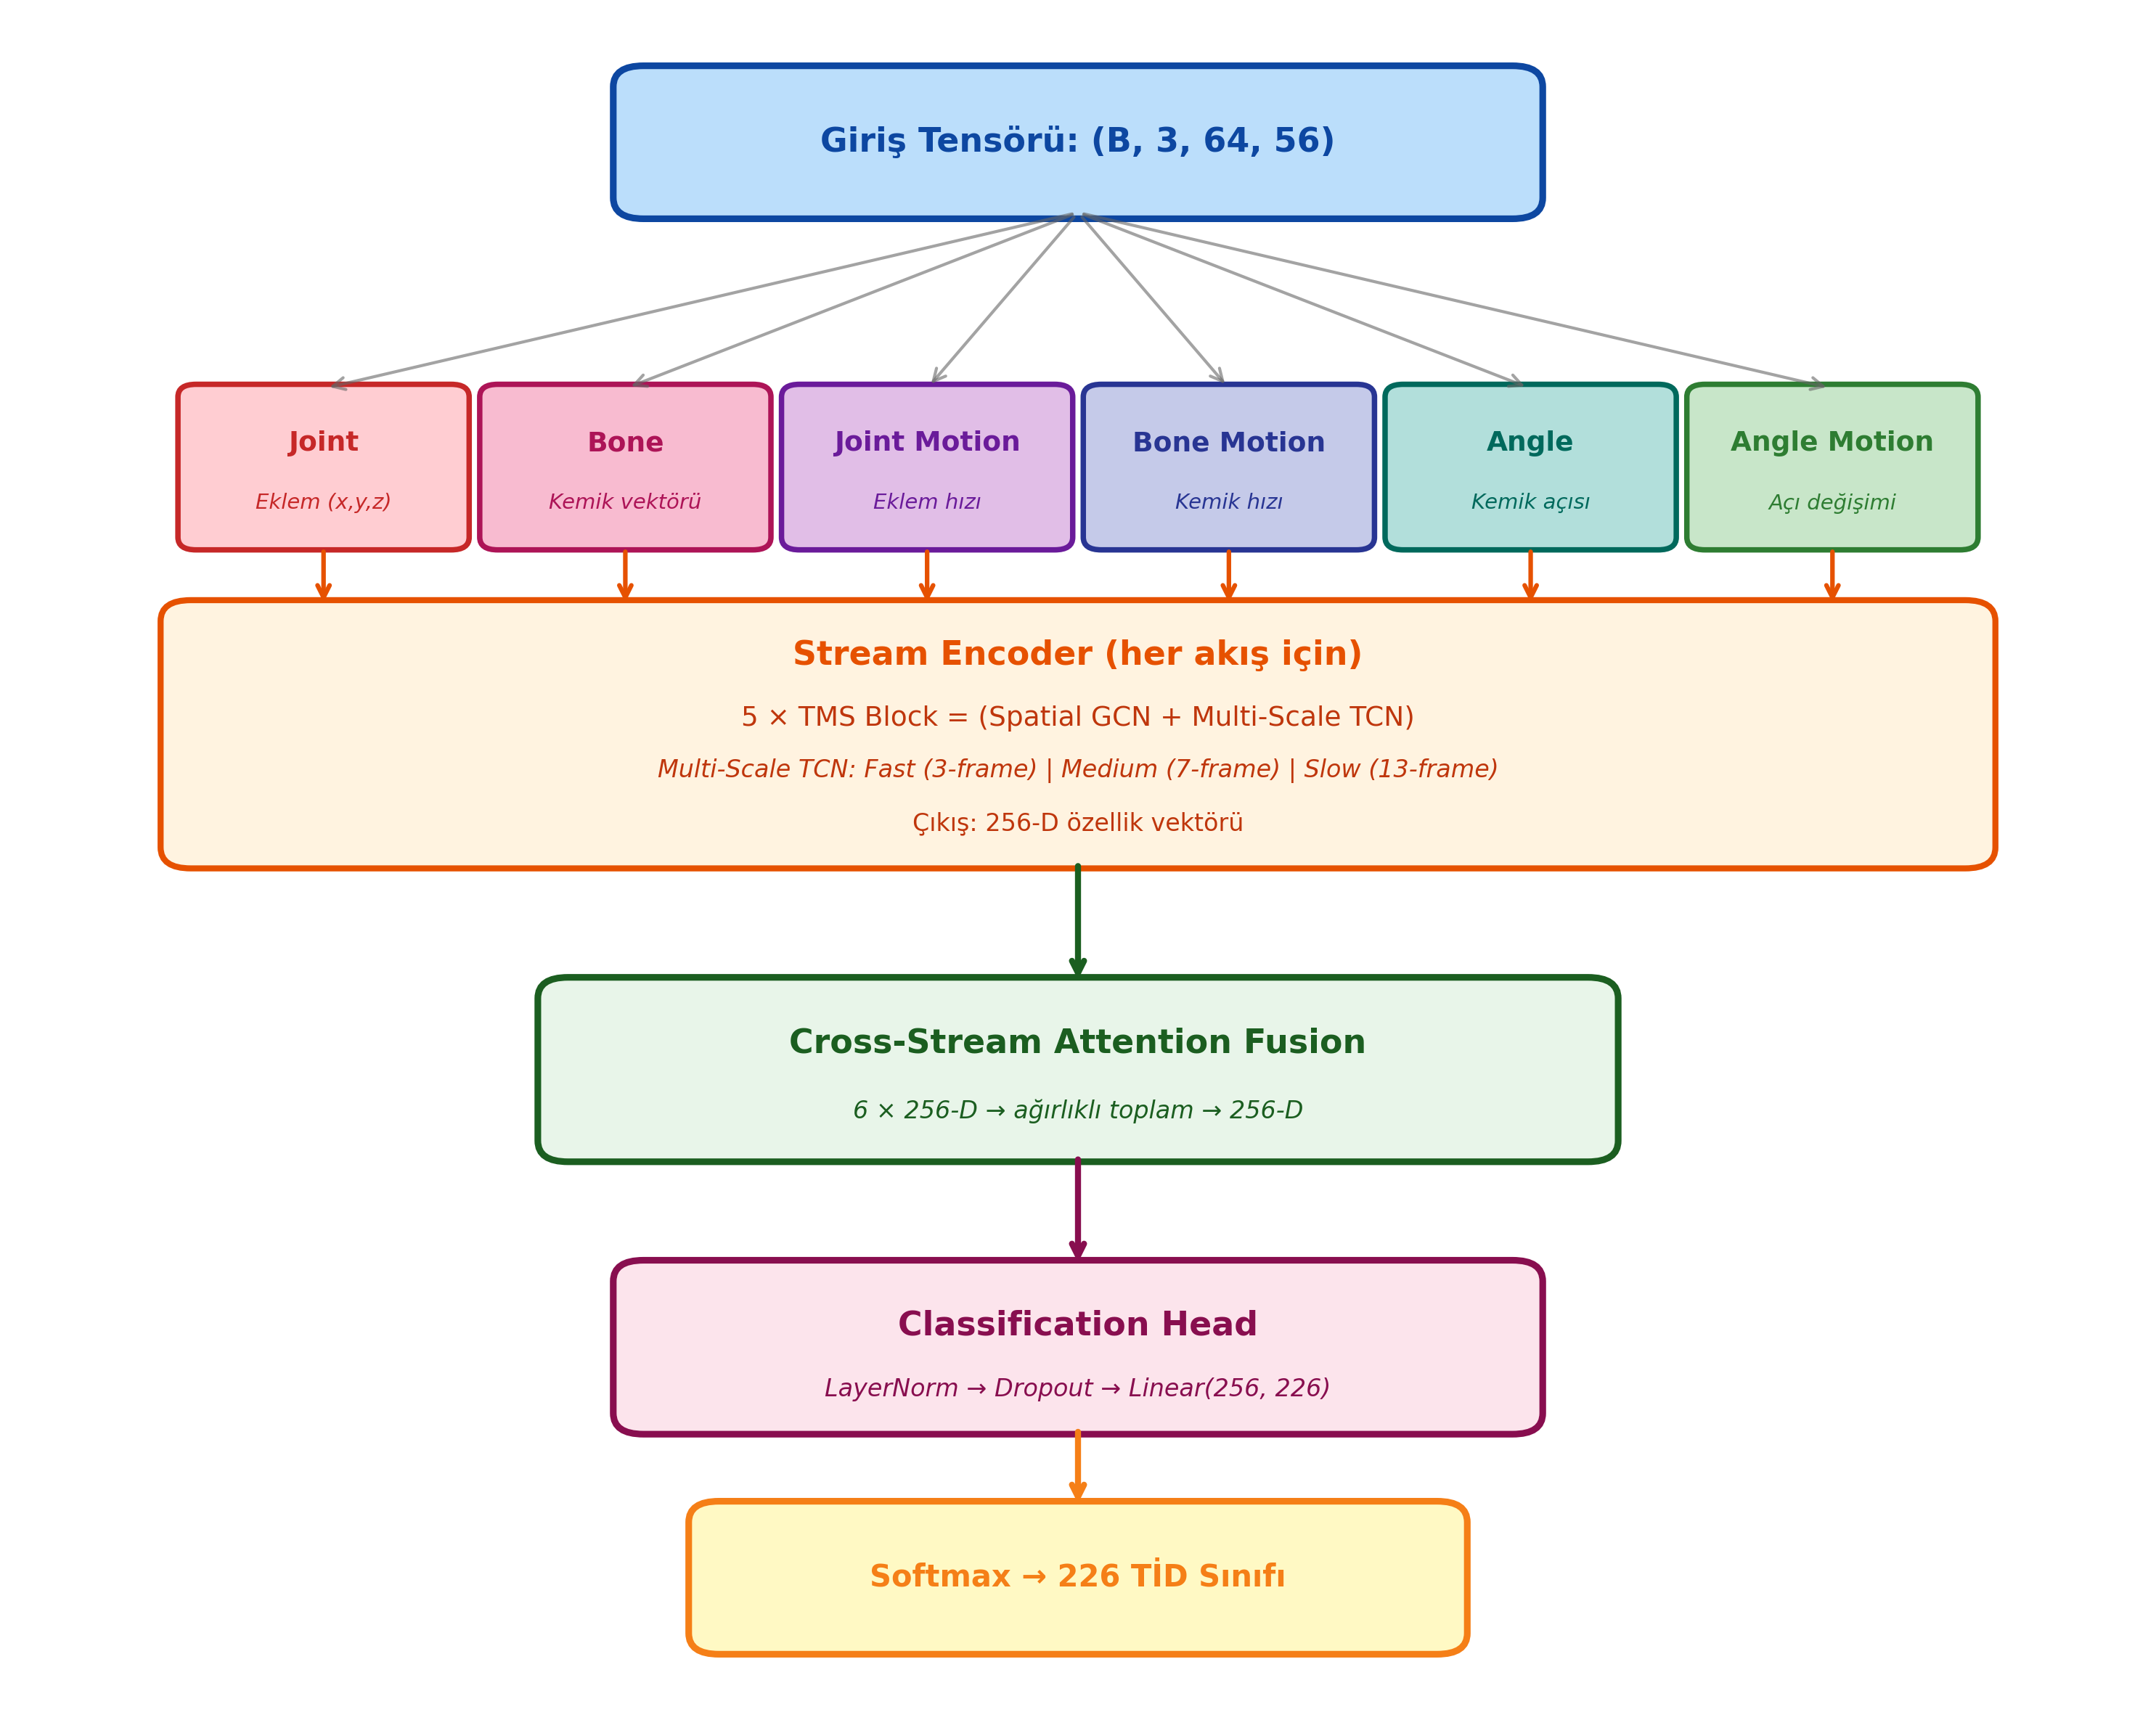 Giriş Tensörü: (B, 3, 64, 56)
Joint
Eklem (x,y,z)
Bone
Kemik vektörü
Joint Motion
Eklem hızı
Bone Motion
Kemik hızı
Angle
Kemik açısı
Angle Motion
Açı değişimi
Stream Encoder (her akış için)
5 × TMS Block = (Spatial GCN + Multi-Scale TCN)
Multi-Scale TCN: Fast (3-frame) | Medium (7-frame) | Slow (13-frame)
Çıkış: 256-D özellik vektörü
Cross-Stream Attention Fusion
6 × 256-D → ağırlıklı toplam → 256-D
Classification Head
LayerNorm → Dropout → Linear(256, 226)
Softmax → 226 TİD Sınıfı